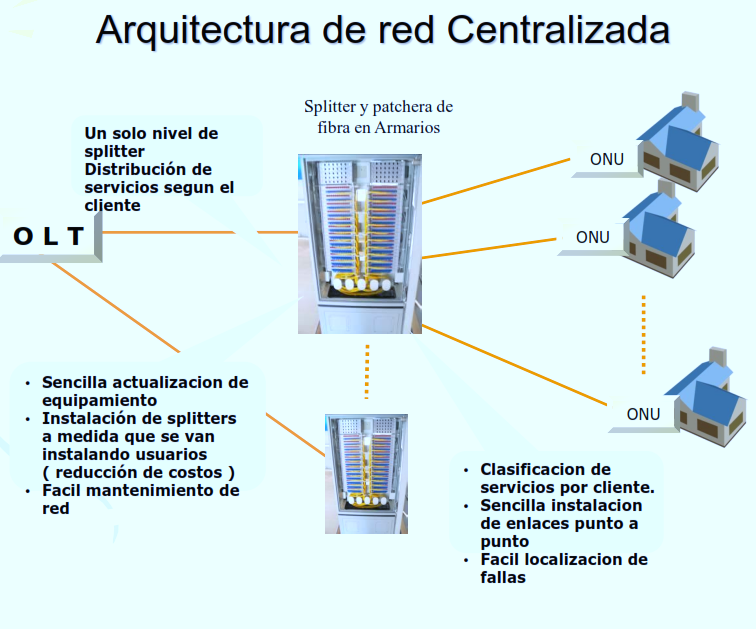 Arquitectura de red Centralizada
Splitter y patchera de
fibra en Armarios
Un solo nivel de
splitter
Distribución de
servicios segun el
cliente
OLT
ONU
ONU
ONU
• Sencilla actualizacion de
equipamiento
• Instalación de splitters
a medida que se van
instalando usuarios
( reducción de costos )
• Facil mantenimiento de
red
• Clasificacion de
servicios por cliente.
• Sencilla instalacion
de enlaces punto a
punto
• Facil localizacion de
fallas